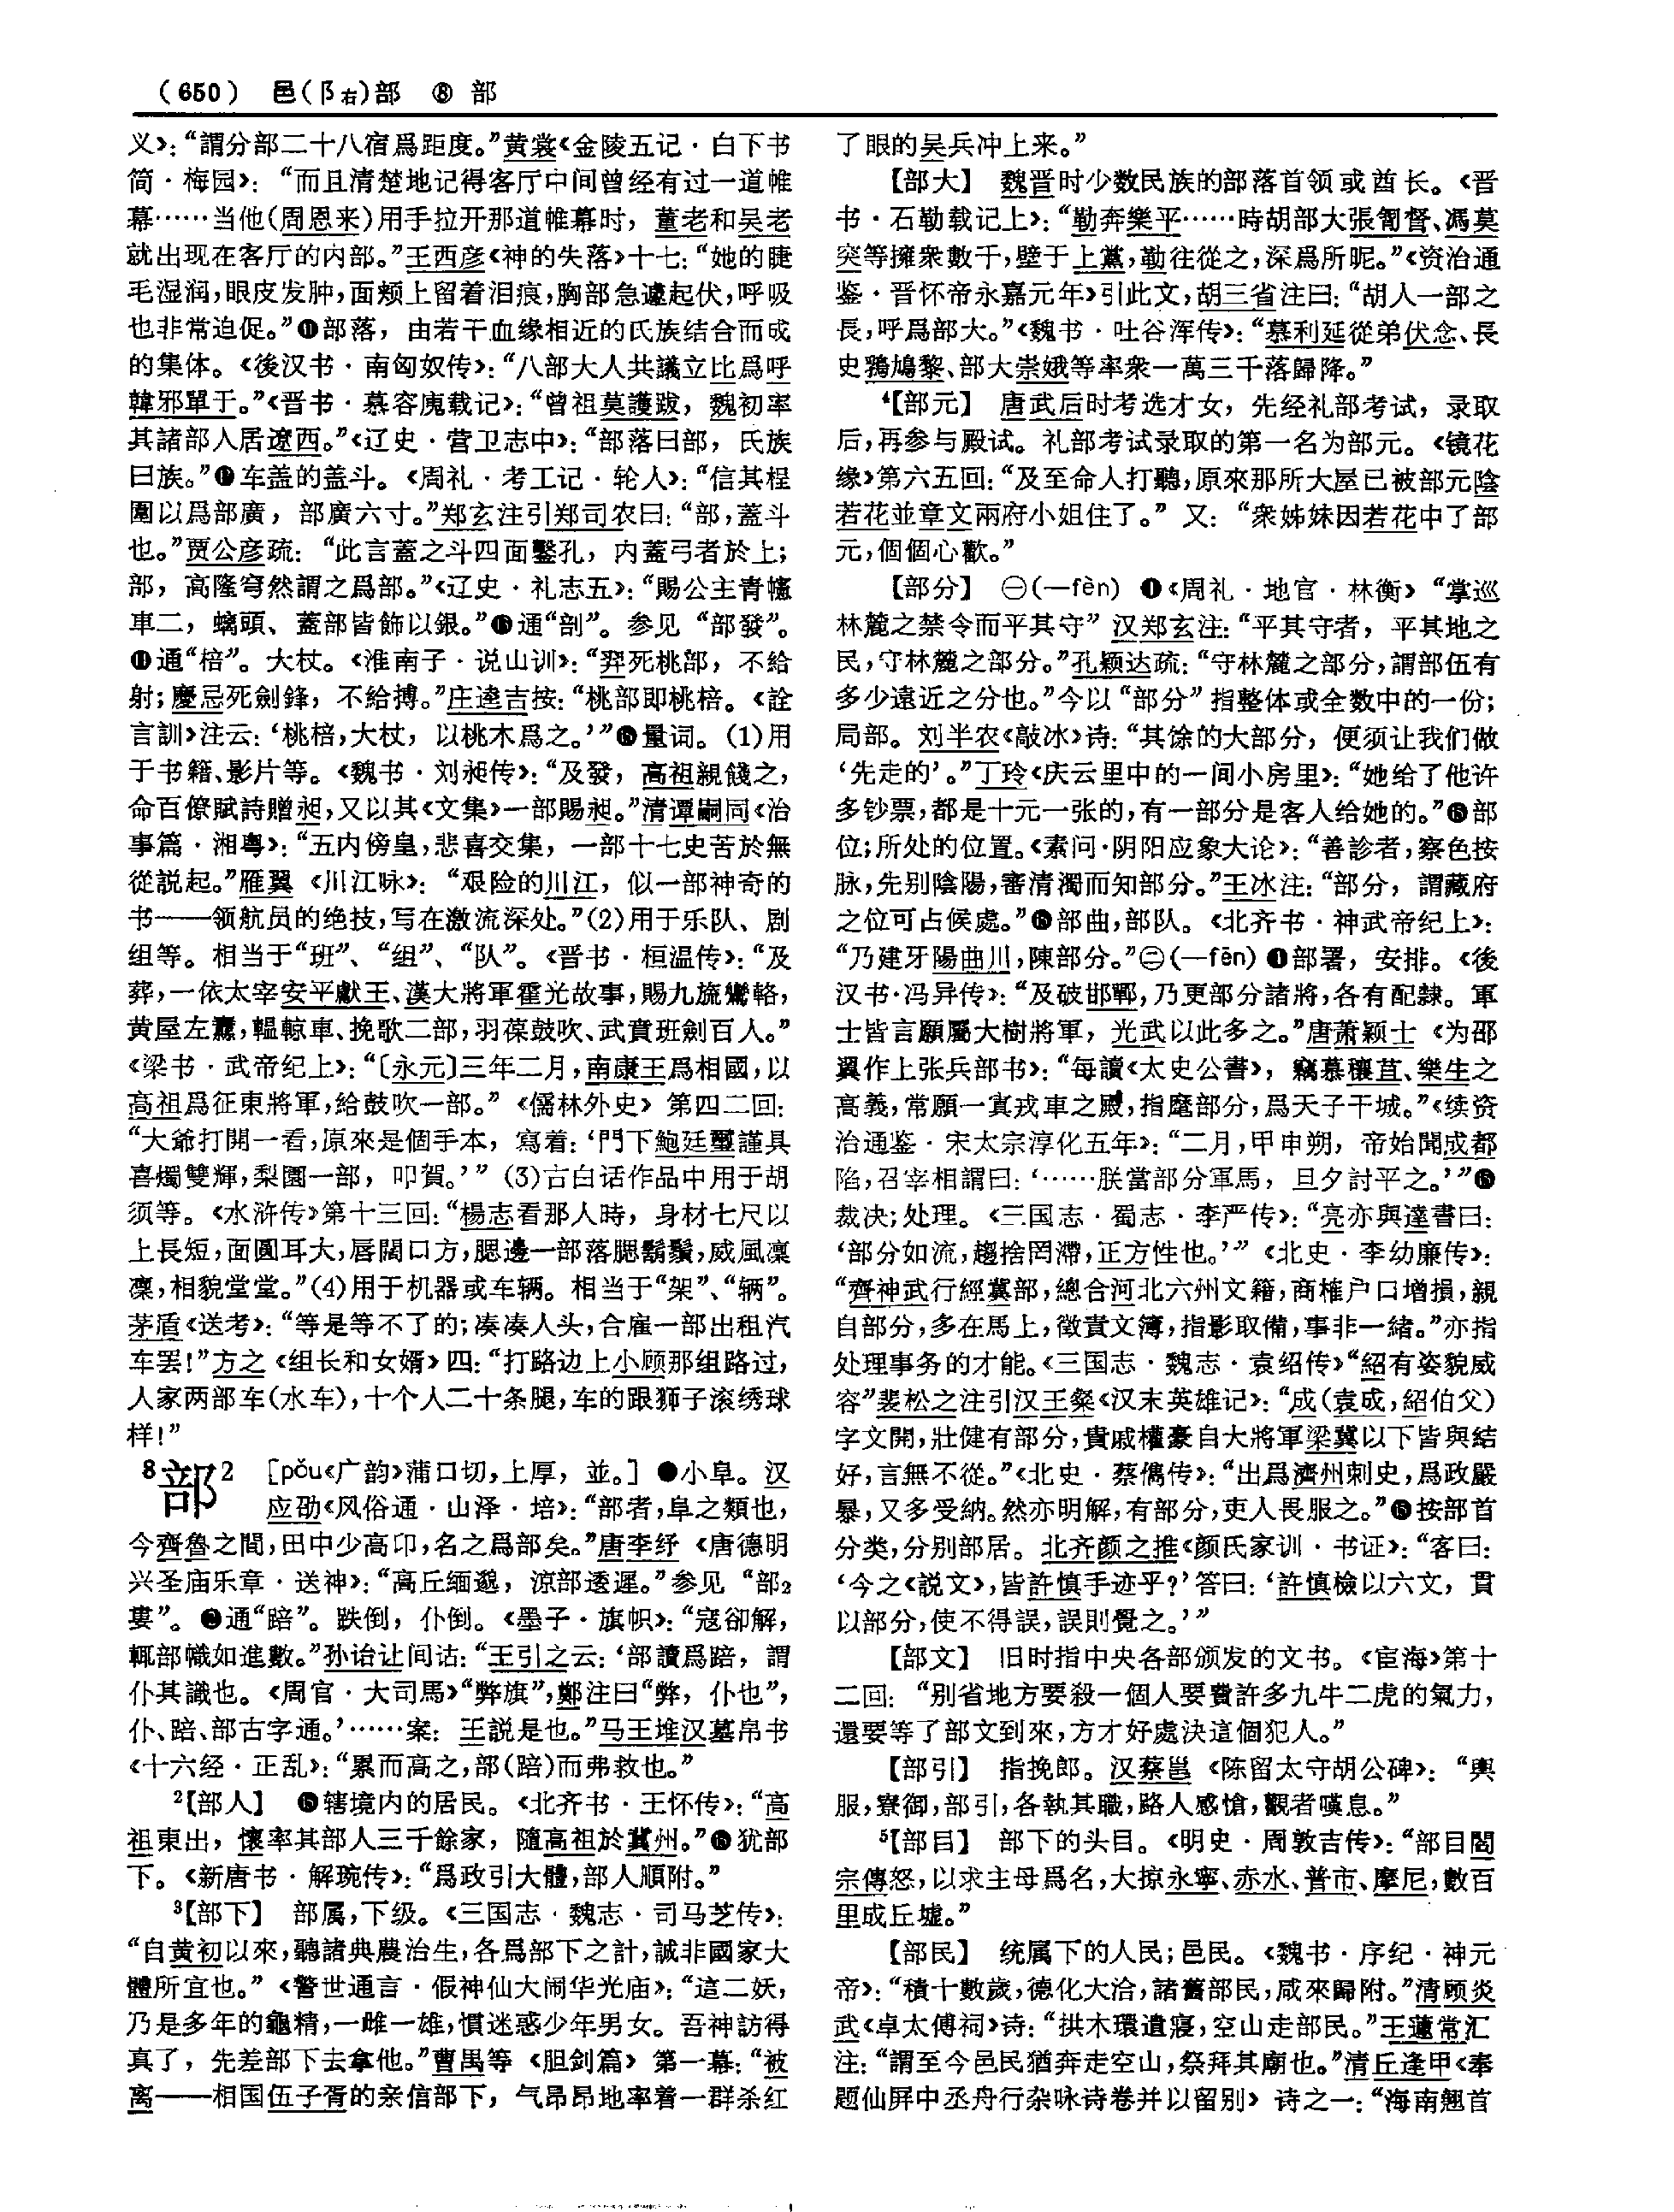 (650) 邑(阝右)部 ⑧ 部
义》：“謂分部二十八宿爲距度。”黄裳《金陵五记·白下书
简·梅园》：“而且清楚地记得客厅中间曾经有过一道帷
幕……当他(周恩来)用手拉开那道帷幕时，董老和吴老
就出现在客厅的内部。”王西彦《神的失落》十七：“她的睫
毛湿润，眼皮发肿，面颊上留着泪痕，胸部急遽起伏，呼吸
也非常迫促。”⓫部落，由若干血缘相近的氏族结合而成
的集体。《後汉书·南匈奴传》：“八部大人共議立比爲呼
韓邪單于。”《晋书·慕容廆载记》：“曾祖莫護跋，魏初率
其諸部入居遼西。”《辽史·营卫志中》：“部落曰部，氏族
曰族。”⓬车盖的盖斗。《周礼·考工记·轮人》：“信其桯
圍以爲部廣，部廣六寸。”郑玄注引郑司农曰：“部，蓋斗
也。”贾公彦疏：“此言蓋之斗四面鑿孔，内蓋弓者於上；
部，高隆穹然謂之爲部。”《辽史·礼志五》：“賜公主青幰
車二，螭頭、蓋部皆飾以銀。”⓭通“剖”。参见“部發”。
⓮通“棓”。大杖。《淮南子·说山训》：“羿死桃部，不给
射；慶忌死劍鋒，不给搏。”庄逵吉按：“桃部即桃棓。《詮
言訓》注云：‘桃棓，大杖，以桃木爲之。’”⓯量词。(1)用
于书籍、影片等。《魏书·刘昶传》：“及發，高祖親餞之，
命百僚賦詩贈昶，又以其《文集》一部賜昶。”清谭嗣同《治
事篇·湘粤》：“五内傍皇，悲喜交集，一部十七史苦於無
從説起。”雁翼《川江咏》：“艰险的川江，似一部神奇的
书——领航员的绝技，写在激流深处。”(2)用于乐队、剧
组等。相当于“班”、“组”、“队”。《晋书·桓温传》：“及
葬，一依太宰安平獻王、漢大將軍霍光故事，賜九旒鸞輅，
黄屋左纛，輼輬車、挽歌二部，羽葆鼓吹、武賁班劍百人。”
《梁书·武帝纪上》：“〔永元〕三年二月，南康王爲相國，以
高祖爲征東將軍，給鼓吹一部。”《儒林外史》第四二回：
“大爺打開一看，原來是個手本，寫着：‘門下鮑廷璽謹具
喜燭雙輝，梨園一部，叩賀。’”(3)古白话作品中用于胡
须等。《水浒传》第十三回：“楊志看那人時，身材七尺以
上長短，面圓耳大，唇闊口方，腮邊一部落腮鬍鬚，威風凜
凜，相貌堂堂。”(4)用于机器或车辆。相当于“架”、“辆”。
茅盾《送考》：“等是等不了的；凑凑人头，合雇一部出租汽
车罢！”方之《组长和女婿》四：“打路边上小顾那组路过，
人家两部车(水车)，十个人二十条腿，车的跟狮子滚绣球
样！”
8部2 [pǒu《广韵》蒲口切，上厚，並。] ❶小阜。汉
应劭《风俗通·山泽·培》：“部者，阜之類也，
今齊魯之間，田中少高卬，名之爲部矣。”唐李纾《唐德明
兴圣庙乐章·送神》：“高丘缅邈，凉部逶遲。”参见“部2
婁”。❷通“踣”。跌倒，仆倒。《墨子·旗帜》：“寇卻解，
輒部幟如進數。”孙诒让间诂：“王引之云：‘部讀爲踣，謂
仆其識也。《周官·大司馬》“弊旗”，鄭注曰“弊，仆也”，
仆、踣、部古字通。’……案：王説是也。”马王堆汉墓帛书
《十六经·正乱》：“累而高之，部(踣)而弗救也。”
2【部人】 ❶辖境内的居民。《北齐书·王怀传》：“高
祖東出，懷率其部人三千餘家，隨高祖於冀州。”❷犹部
下。《新唐书·解琬传》：“爲政引大體，部人順附。”
3【部下】 部属，下级。《三国志·魏志·司马芝传》：
“自黄初以來，聽諸典農治生，各爲部下之計，誠非國家大
體所宜也。”《警世通言·假神仙大闹华光庙》：“這二妖，
乃是多年的龜精，一雌一雄，慣迷惑少年男女。吾神訪得
真了，先差部下去拿他。”曹禺等《胆剑篇》第一幕：“被
离——相国伍子胥的亲信部下，气昂昂地率着一群杀红
了眼的吴兵冲上来。”
【部大】 魏晋时少数民族的部落首领或酋长。《晋
书·石勒载记上》：“勒奔樂平……時胡部大張㔨督、馮莫
突等擁衆數千，壁于上黨，勒往從之，深爲所昵。”《资治通
鉴·晋怀帝永嘉元年》引此文，胡三省注曰：“胡人一部之
長，呼爲部大。”《魏书·吐谷浑传》：“慕利延從弟伏念、長
史鵶鳩黎、部大崇娥等率衆一萬三千落歸降。”
4【部元】 唐武后时考选才女，先经礼部考试，录取
后，再参与殿试。礼部考试录取的第一名为部元。《镜花
缘》第六五回：“及至命人打聽，原來那所大屋已被部元陰
若花並章文兩府小姐住了。”又：“衆姊妹因若花中了部
元，個個心歡。”
【部分】 ㊀(—fèn) ❶《周礼·地官·林衡》“掌巡
林麓之禁令而平其守”汉郑玄注：“平其守者，平其地之
民，守林麓之部分。”孔颖达疏：“守林麓之部分，謂部伍有
多少遠近之分也。”今以“部分”指整体或全数中的一份；
局部。刘半农《敲冰》诗：“其馀的大部分，便须让我们做
‘先走的’。”丁玲《庆云里中的一间小房里》：“她给了他许
多钞票，都是十元一张的，有一部分是客人给她的。”❷部
位；所处的位置。《素问·阴阳应象大论》：“善診者，察色按
脉，先别陰陽，審清濁而知部分。”王冰注：“部分，謂藏府
之位可占候處。”❸部曲，部队。《北齐书·神武帝纪上》：
“乃建牙陽曲川，陳部分。”㊁(—fēn) ❶部署，安排。《後
汉书·冯异传》：“及破邯鄲，乃更部分諸將，各有配隸。軍
士皆言願屬大樹將軍，光武以此多之。”唐萧颖士《为邵
翼作上张兵部书》：“每讀《太史公書》，竊慕穰苴、樂生之
高義，常願一寘戎車之殿，指麾部分，爲天子干城。”《续资
治通鉴·宋太宗淳化五年》：“二月，甲申朔，帝始聞成都
陷，召宰相謂曰：‘……朕當部分軍馬，旦夕討平之。’”❷
裁决；处理。《三国志·蜀志·李严传》：“亮亦與達書曰：
‘部分如流，趨捨罔滯，正方性也。’”《北史·李幼廉传》：
“齊神武行經冀部，總合河北六州文籍，商榷户口增損，親
自部分，多在馬上，徵責文簿，指影取備，事非一緒。”亦指
处理事务的才能。《三国志·魏志·袁绍传》“紹有姿貌威
容”裴松之注引汉王粲《汉末英雄记》：“成(袁成，紹伯父)
字文開，壯健有部分，貴戚權豪自大將軍梁冀以下皆與結
好，言無不從。”《北史·蔡儁传》：“出爲濟州刺史，爲政嚴
暴，又多受納。然亦明解，有部分，吏人畏服之。”❸按部首
分类，分别部居。北齐颜之推《颜氏家训·书证》：“客曰：
‘今之《説文》，皆許慎手迹乎？’答曰：‘許慎檢以六文，貫
以部分，使不得誤，誤則覺之。’”
【部文】 旧时指中央各部颁发的文书。《宦海》第十
二回：“别省地方要殺一個人要費許多九牛二虎的氣力，
還要等了部文到來，方才好處決這個犯人。”
【部引】 指挽郎。汉蔡邕《陈留太守胡公碑》：“輿
服，寮御，部引，各執其職，路人感愴，觀者嘆息。”
5【部目】 部下的头目。《明史·周敦吉传》：“部目閻
宗傳怒，以求主母爲名，大掠永寧、赤水、普市、摩尼，數百
里成丘墟。”
【部民】 统属下的人民；邑民。《魏书·序纪·神元
帝》：“積十數歲，德化大洽，諸舊部民，咸來歸附。”清顾炎
武《卓太傅祠》诗：“拱木環遺寢，空山走部民。”王蘧常汇
注：“謂至今邑民猶奔走空山，祭拜其廟也。”清丘逢甲《奉
题仙屏中丞舟行杂咏诗卷并以留别》诗之一：“海南翘首